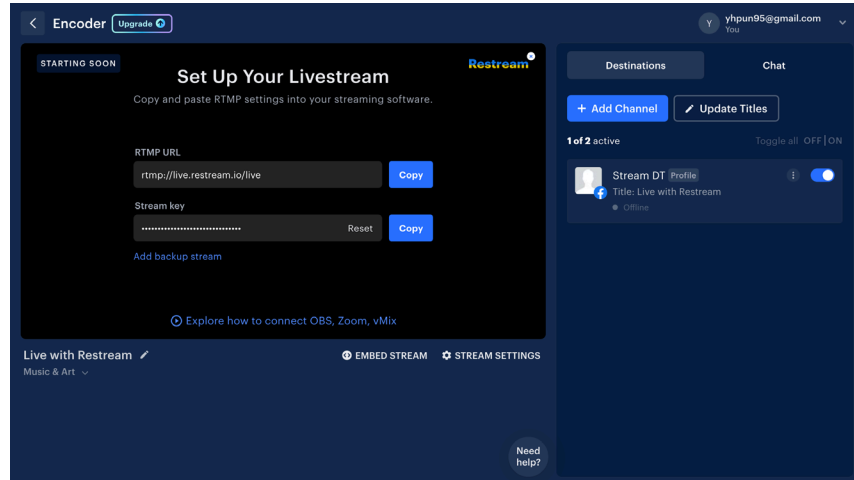 Encoder Upgrade
Y yhpun95@gmail.com
You
STARTING SOON
Restream
Set Up Your Livestream
Copy and paste RTMP settings into your streaming software.
RTMP URL
rtmp://live.restream.io/live Copy
Stream key
•••••••••••••••••••••••••••••• Reset Copy
Add backup stream
Explore how to connect OBS, Zoom, vMix
Live with Restream
EMBED STREAM STREAM SETTINGS
Music & Art
Need
help?
Destinations Chat
+ Add Channel Update Titles
1 of 2 active Toggle all OFF|ON
Stream DT Profile
Title: Live with Restream
Offline